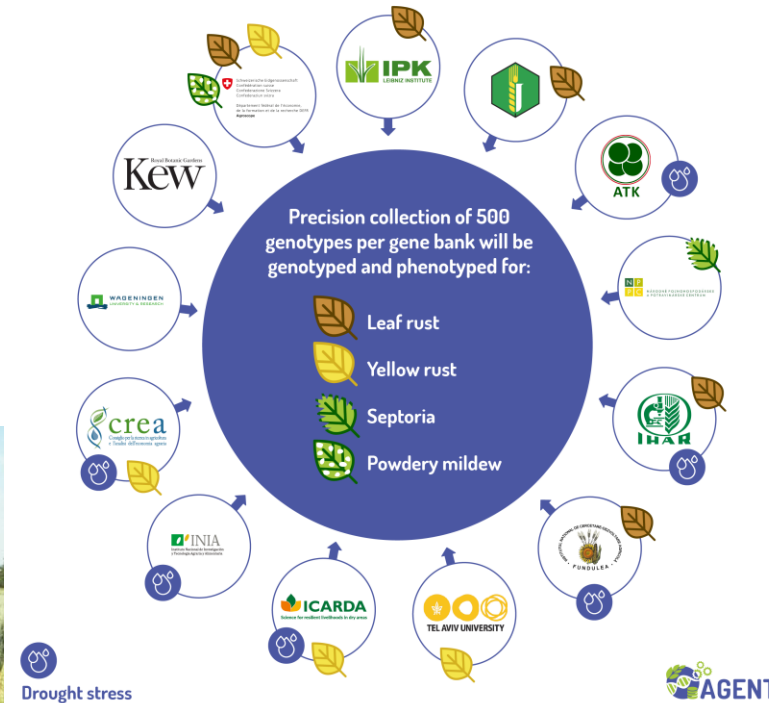 IPK
LEIBNIZ INSTITUTE
Schweizerische Eidgenossenschaft
Confédération suisse
Confederazione Svizzera
Confederaziun svizra
Royal Botanic Gardens
Kew
ATK
Precision collection of 500
genotypes per gene bank will be
genotyped and phenotyped for:
Leaf rust
Yellow rust
Septoria
Powdery mildew
WAGENINGEN
UNIVERSITY & RESEARCH
NPPC
crea
IHAR
INIA
FUNDULEA
ICARDA
Science for resilient livelihoods in dry areas
TEL AVIV UNIVERSITY
Drought stress
AGENT